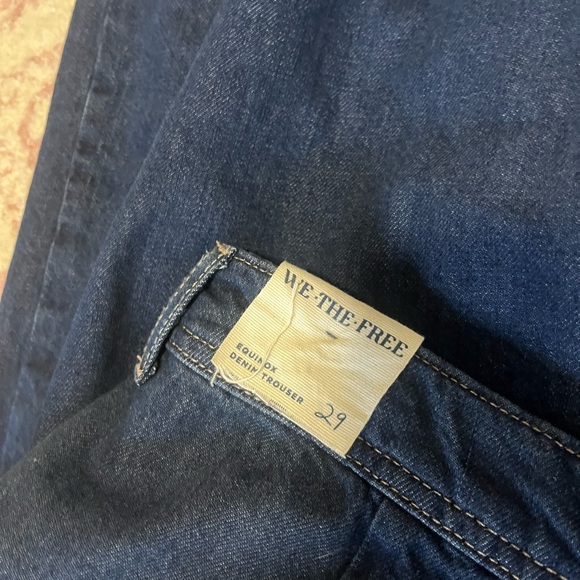 WE·THE·FREE
EQUINOX
DENIM TROUSER
29